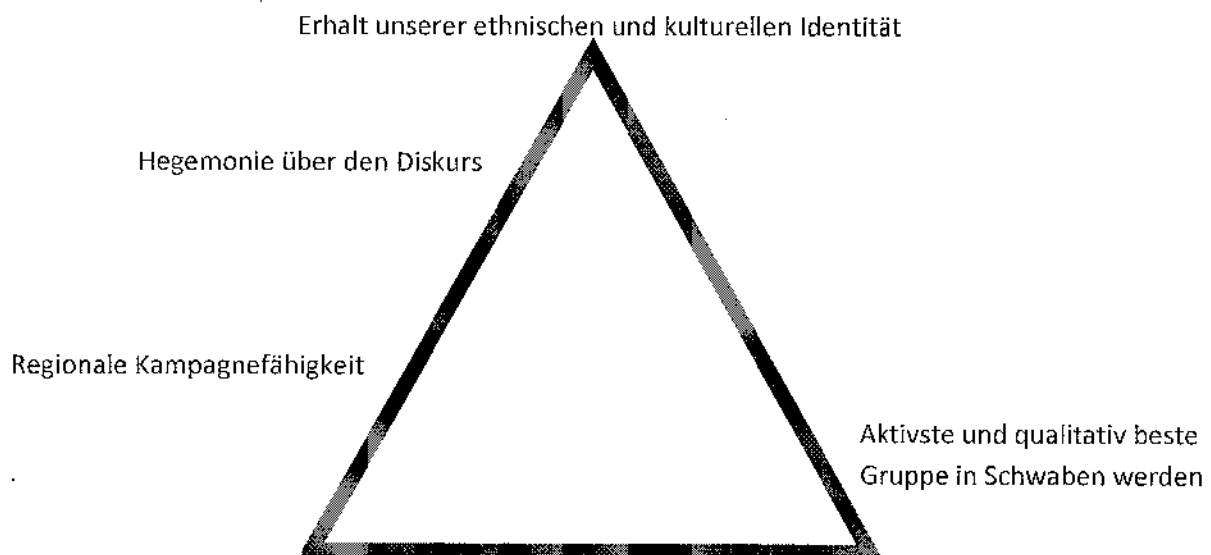 Erhalt unserer ethnischen und kulturellen Identität
Hegemonie über den Diskurs
Regionale Kampagnefähigkeit
Aktivste und qualitativ beste
Gruppe in Schwaben werden